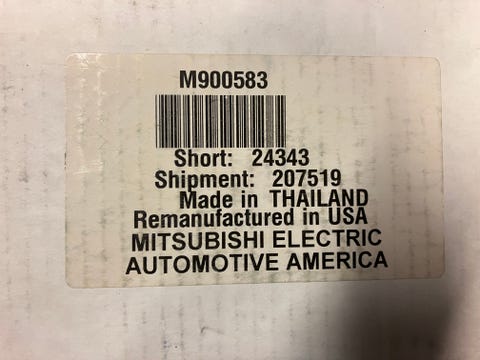 M900583
Short: 24343
Shipment: 207519
Made in THAILAND
Remanufactured in USA
MITSUBISHI ELECTRIC
AUTOMOTIVE AMERICA